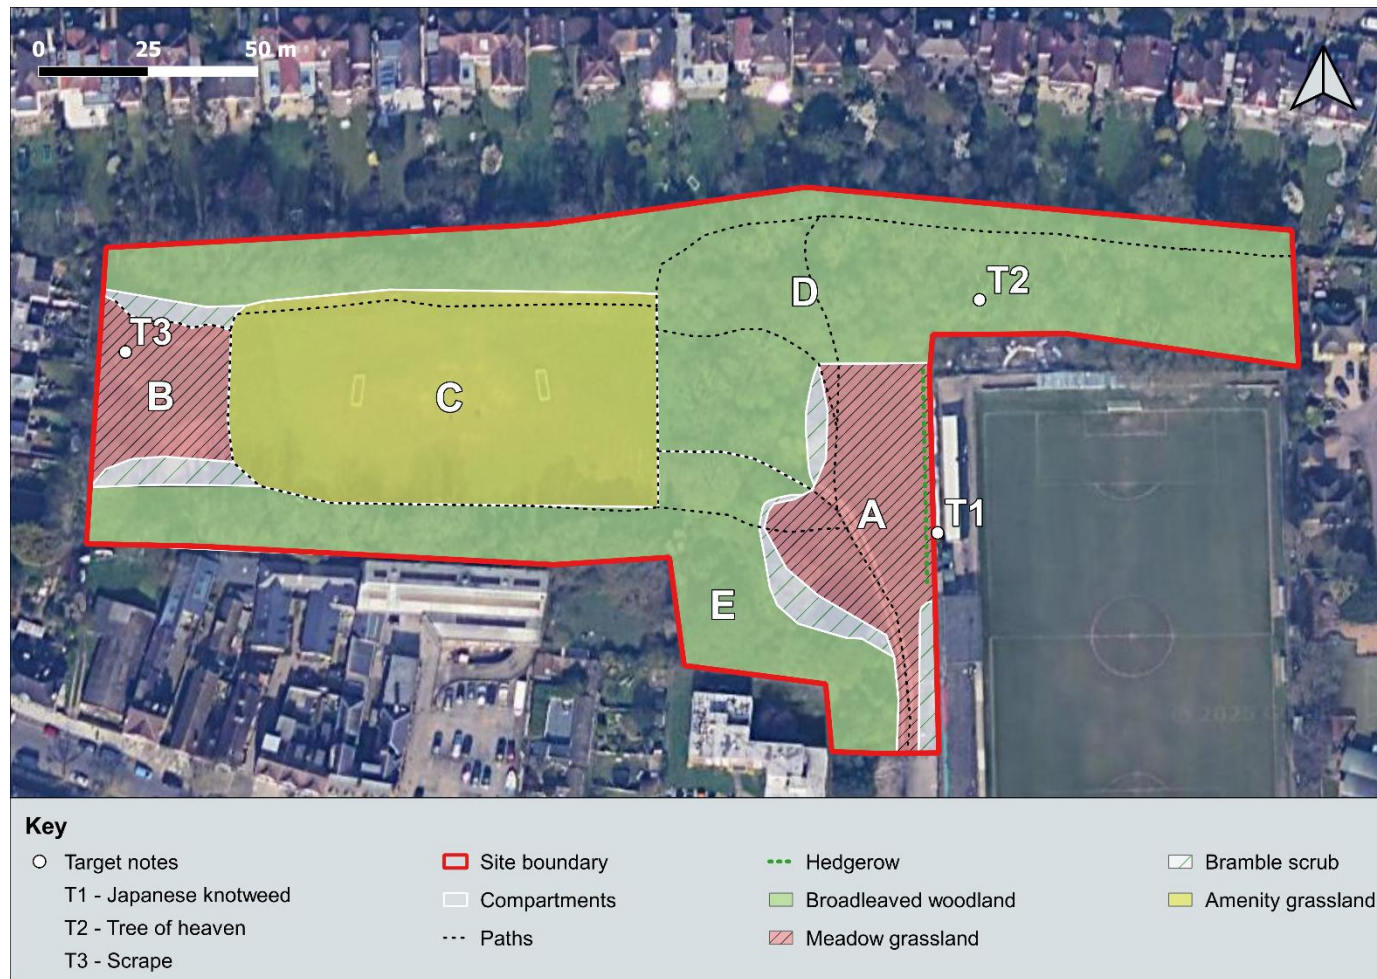 0 25 50 m
T2
D
T3
B
C
A
T1
E
© 2025
Key
Target notes
T1 - Japanese knotweed
T2 - Tree of heaven
T3 - Scrape
Site boundary
Compartments
Paths
Hedgerow
Broadleaved woodland
Meadow grassland
Bramble scrub
Amenity grassland